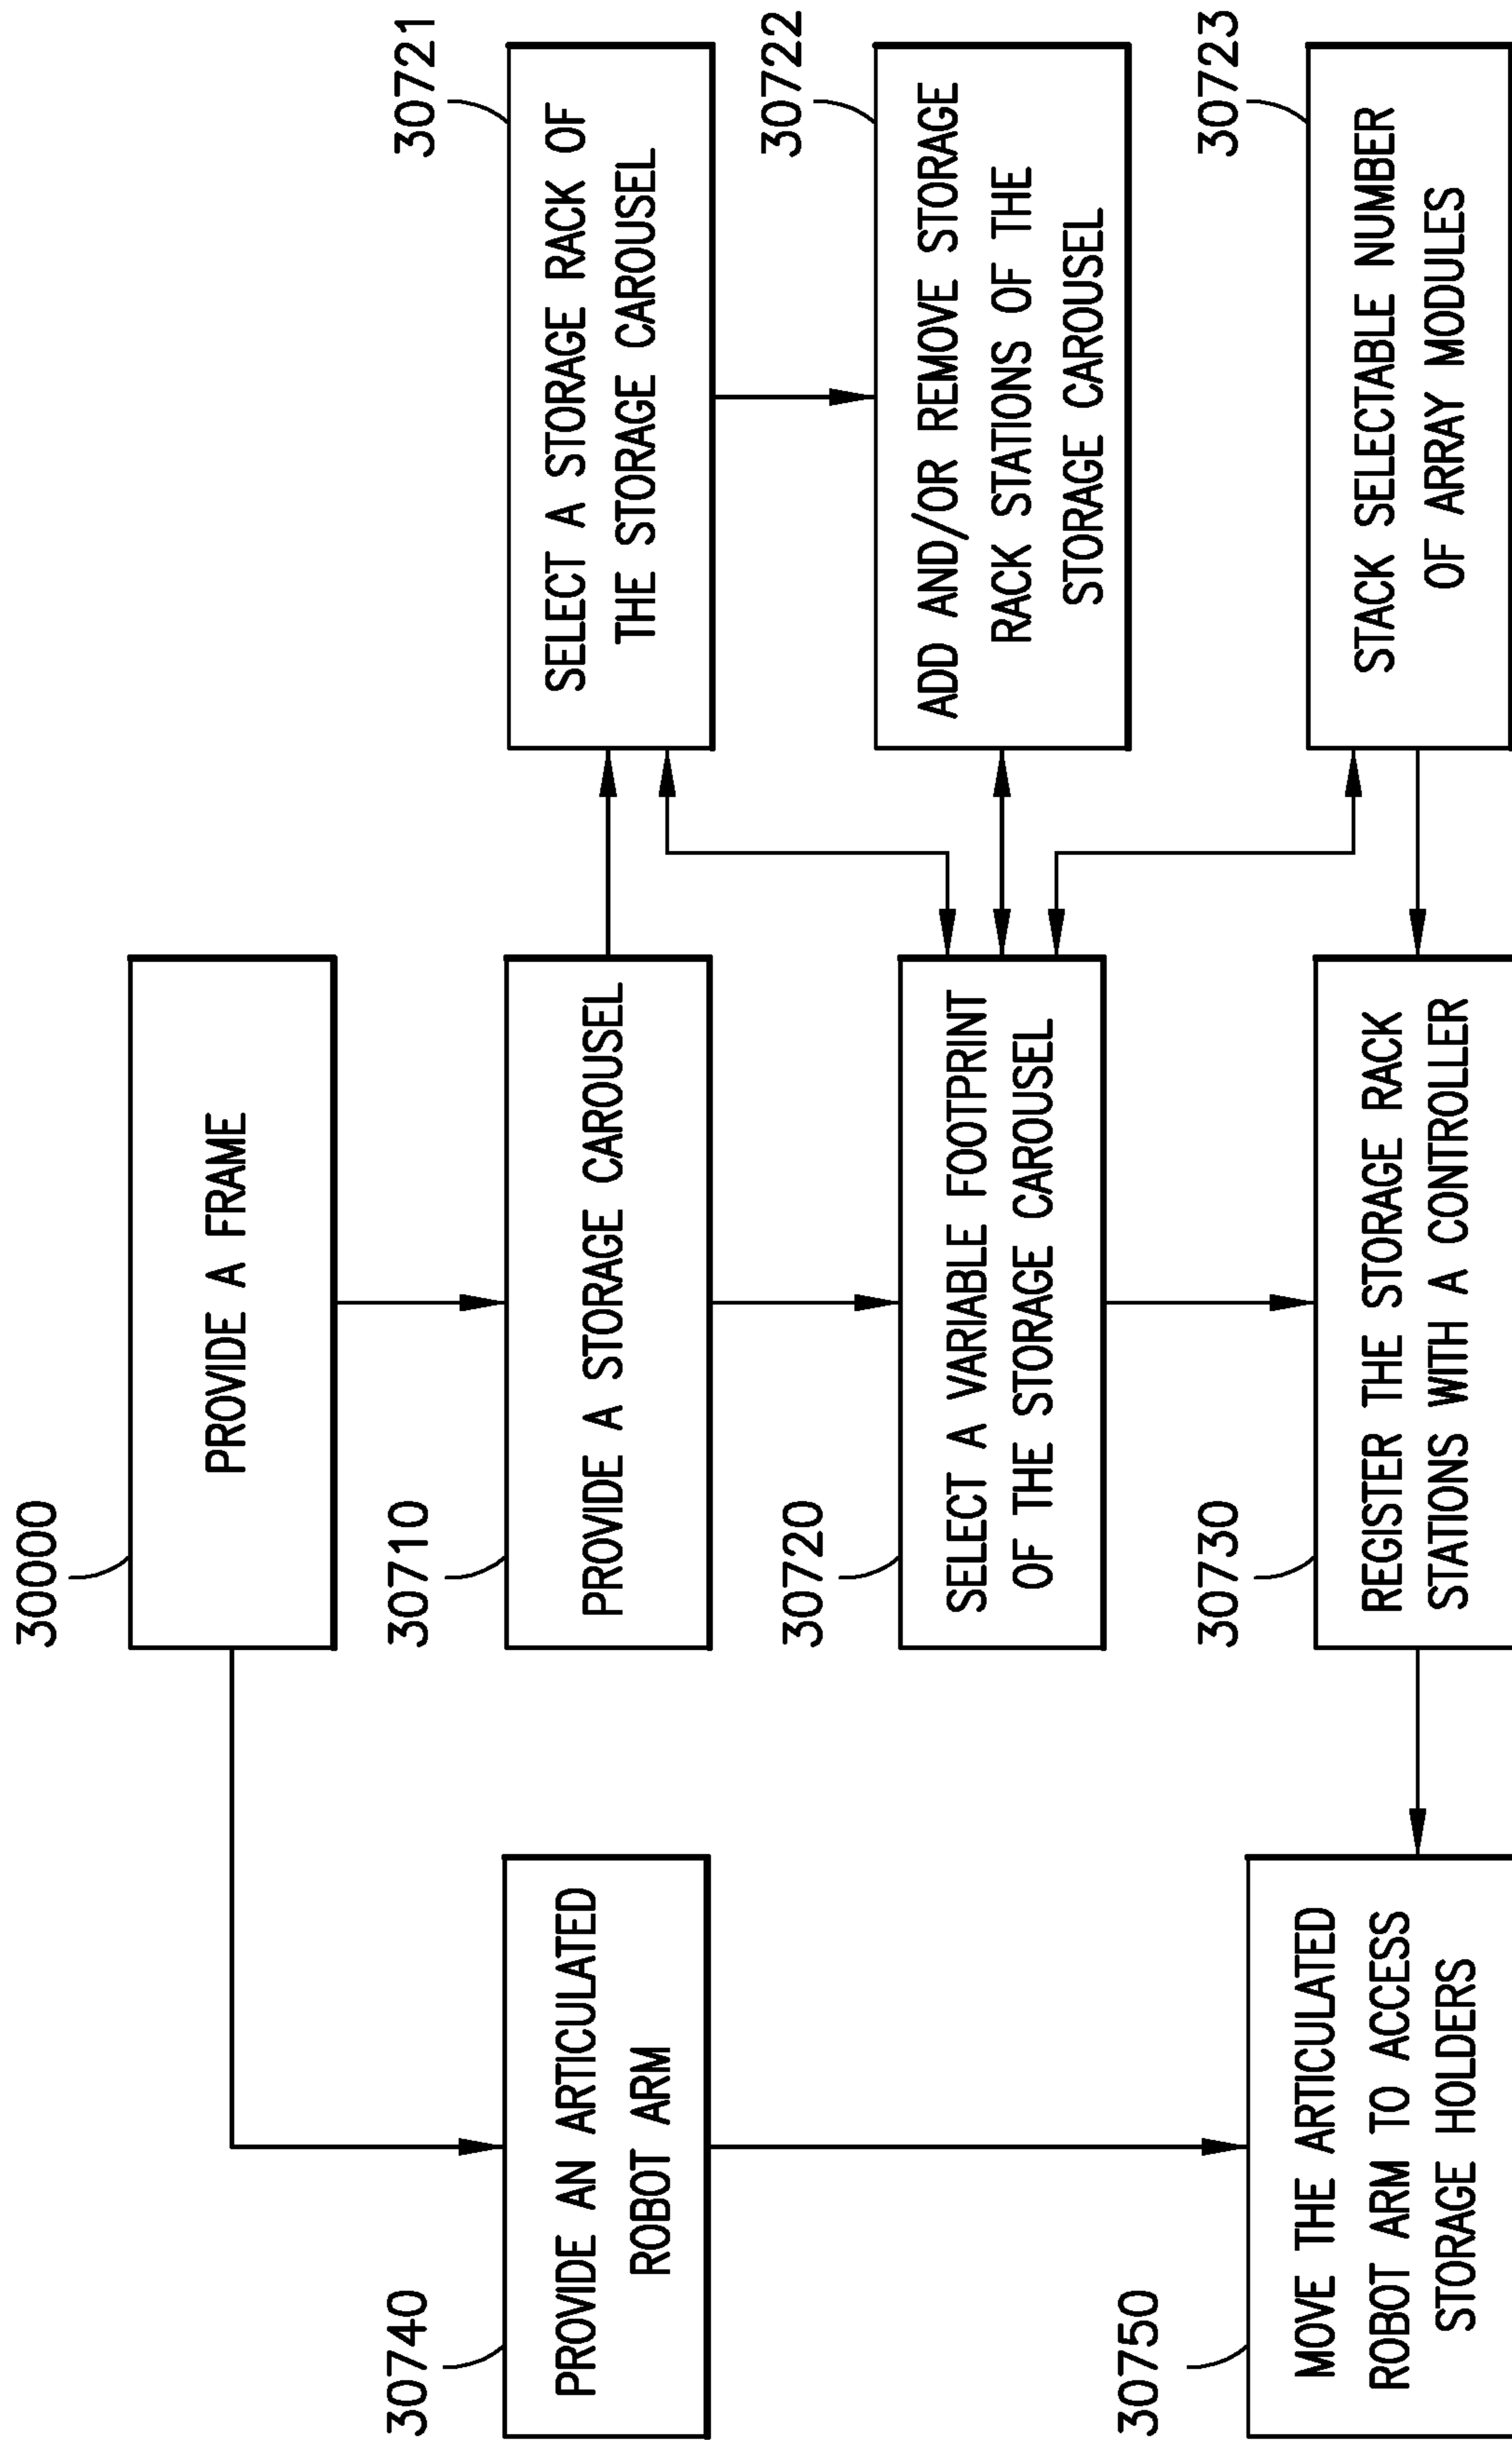 30000
PROVIDE A FRAME
30740
PROVIDE AN ARTICULATED
ROBOT ARM
30710
PROVIDE A STORAGE CAROUSEL
30721
SELECT A STORAGE RACK OF
THE STORAGE CAROUSEL
30720
SELECT A VARIABLE FOOTPRINT
OF THE STORAGE CAROUSEL
30722
ADD AND/OR REMOVE STORAGE
RACK STATIONS OF THE
STORAGE CAROUSEL
30750
MOVE THE ARTICULATED
ROBOT ARM TO ACCESS
STORAGE HOLDERS
30730
REGISTER THE STORAGE RACK
STATIONS WITH A CONTROLLER
30723
STACK SELECTABLE NUMBER
OF ARRAY MODULES